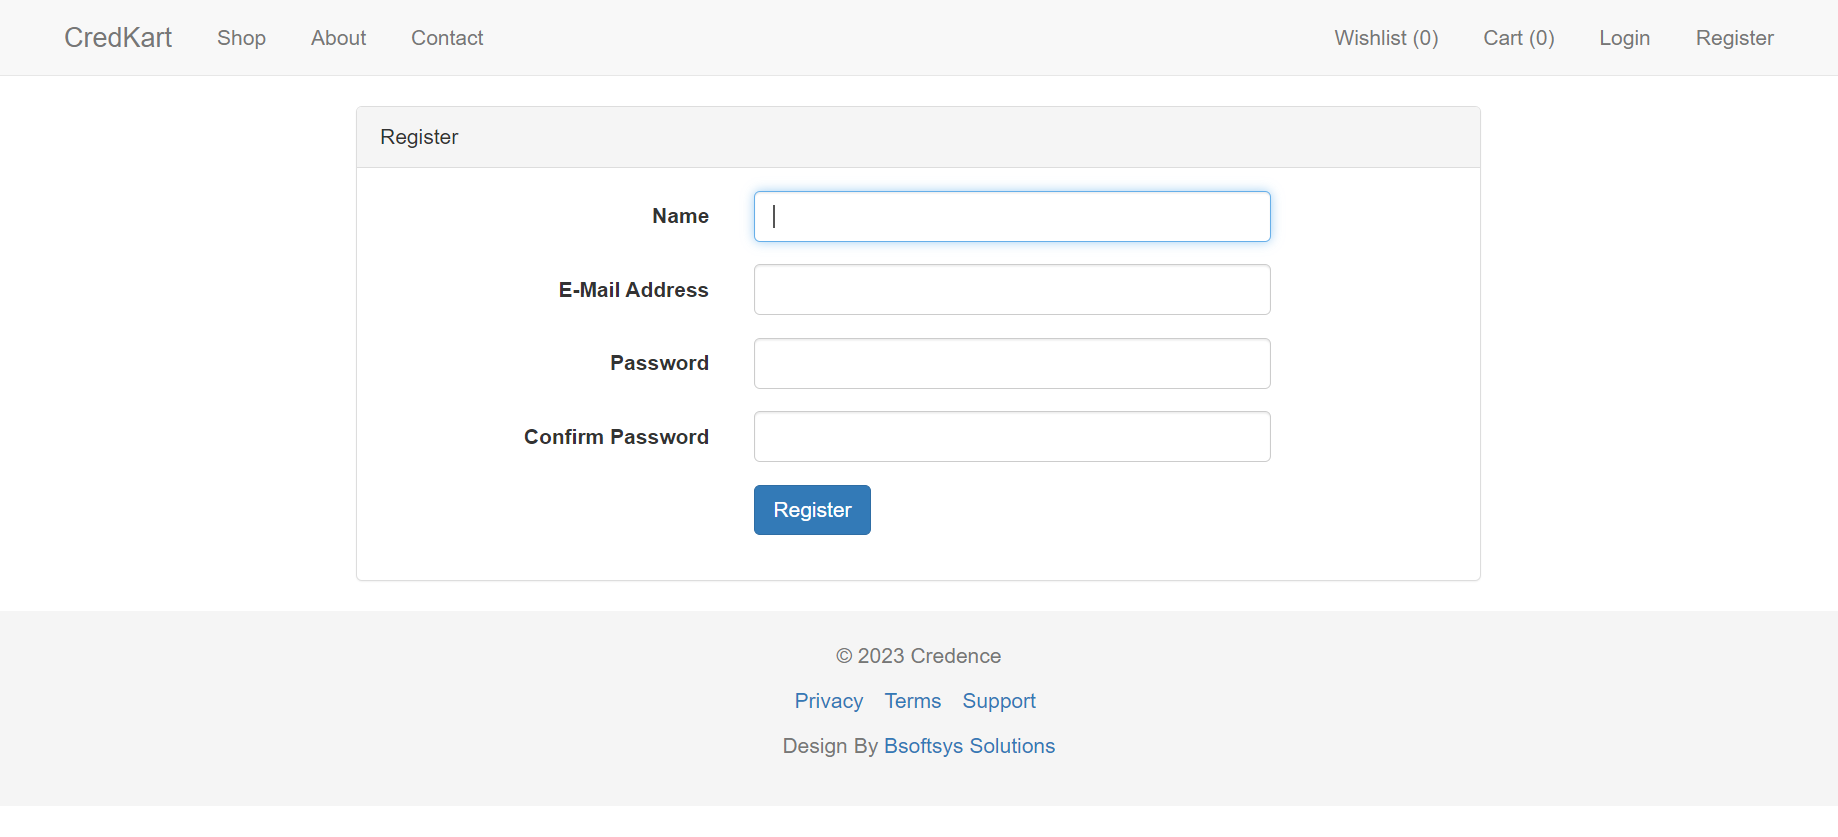 CredKart Shop About Contact Wishlist (0) Cart (0) Login Register
Register
Name
E-Mail Address
Password
Confirm Password
Register
© 2023 Credence
Privacy Terms Support
Design By Bsoftsys Solutions